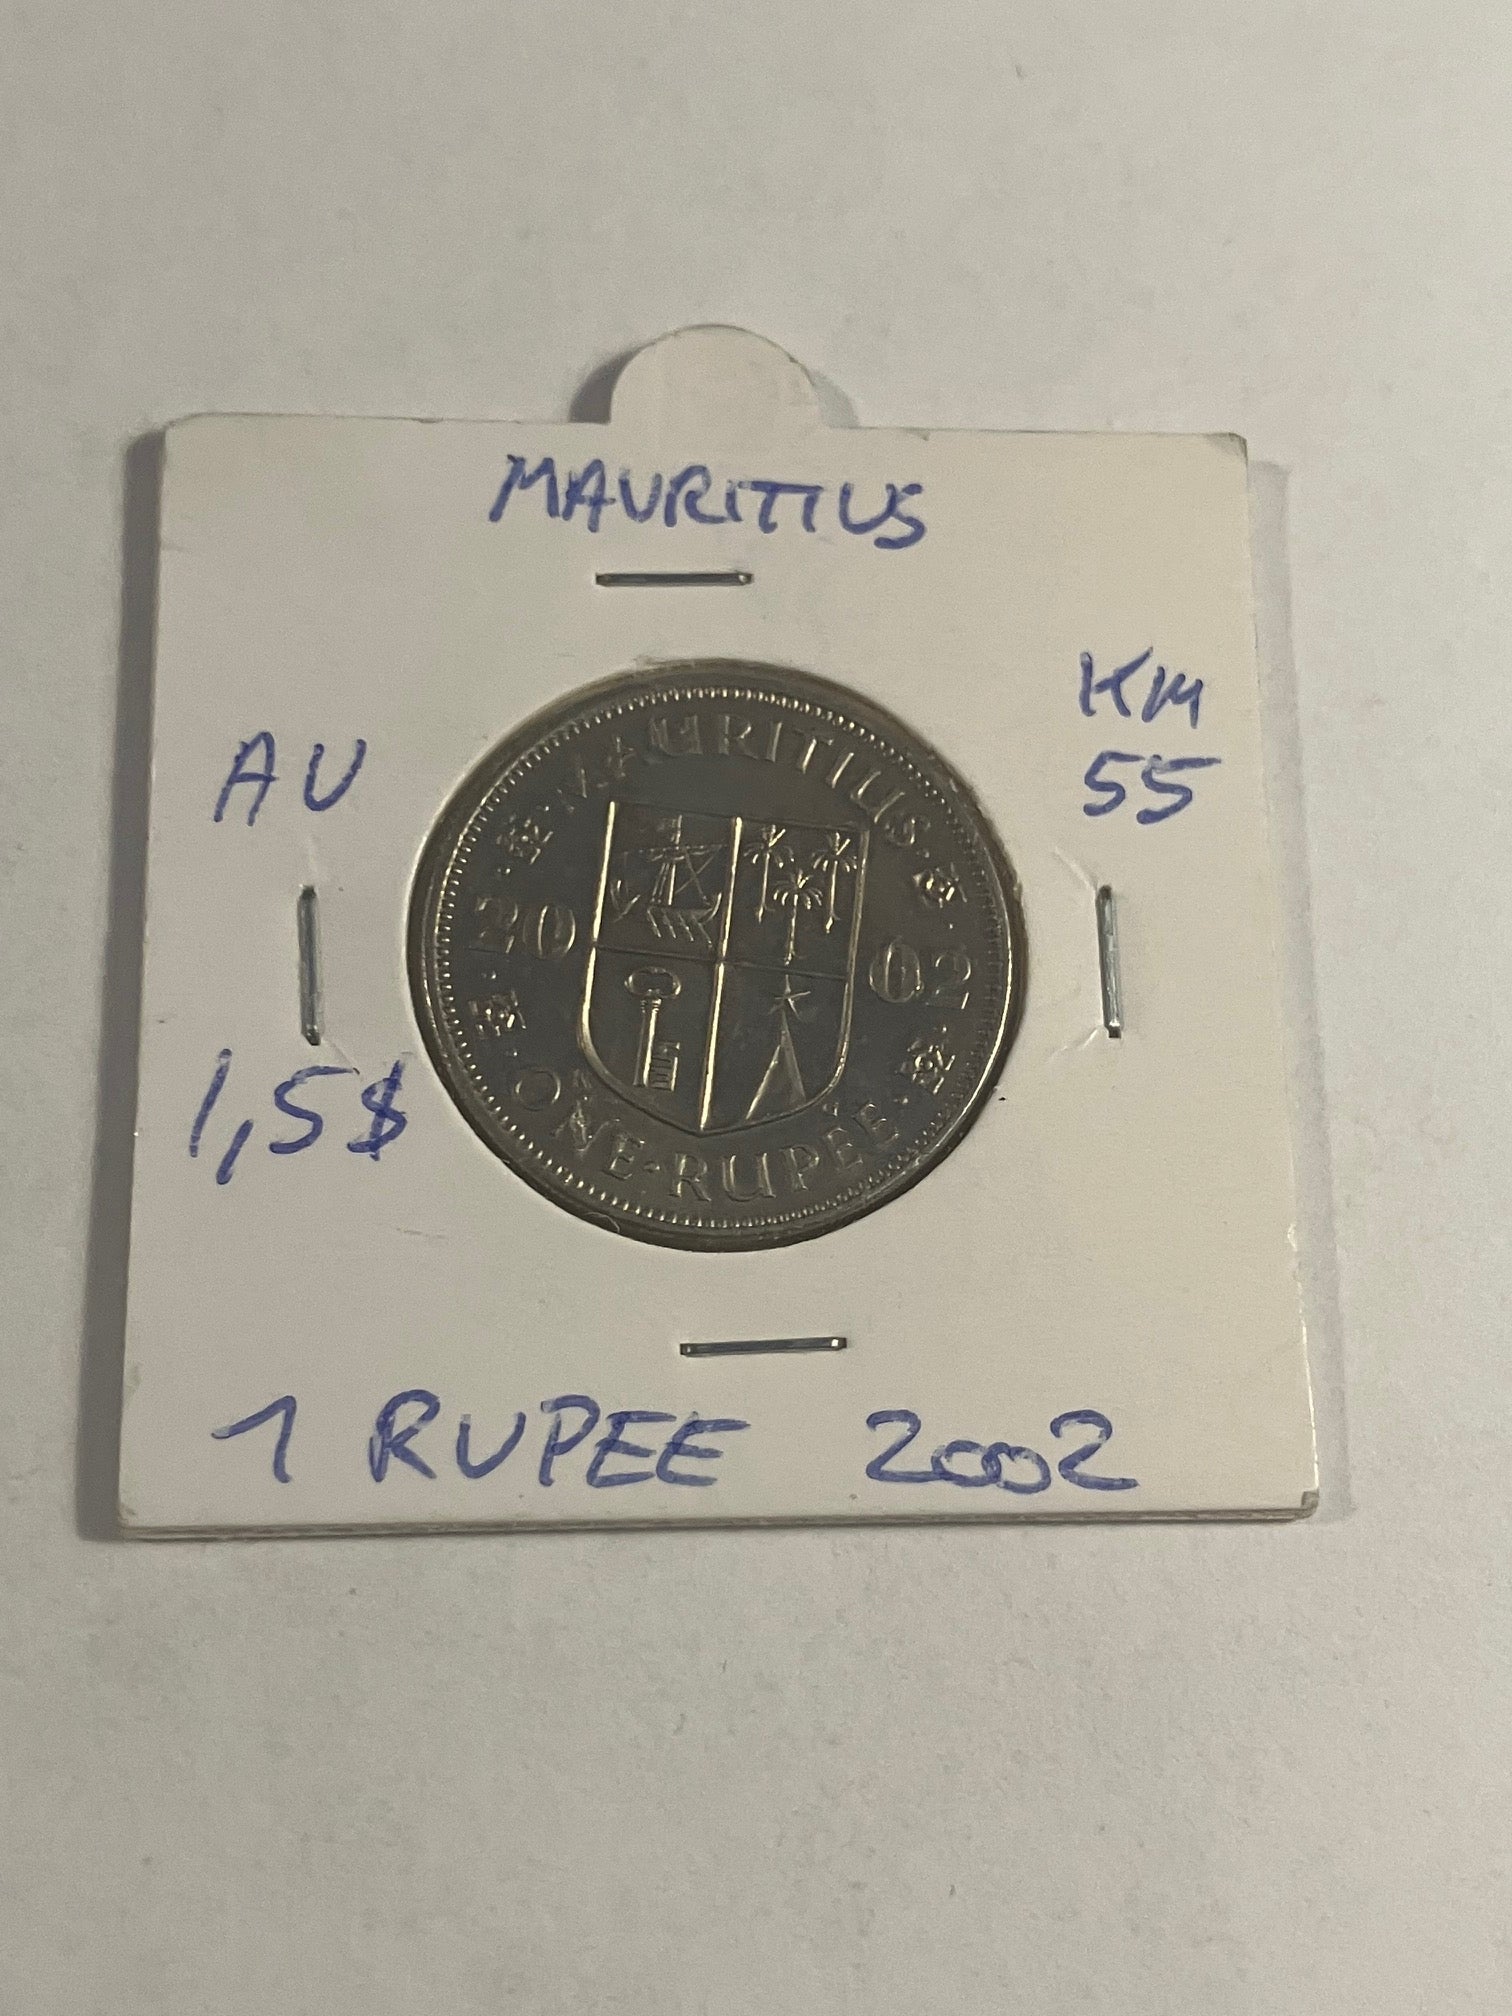 MAURITIUS
KM
55
AU
1,5$
MAURITIUS
20 02
ONE · RUPEE
1 RUPEE 2002